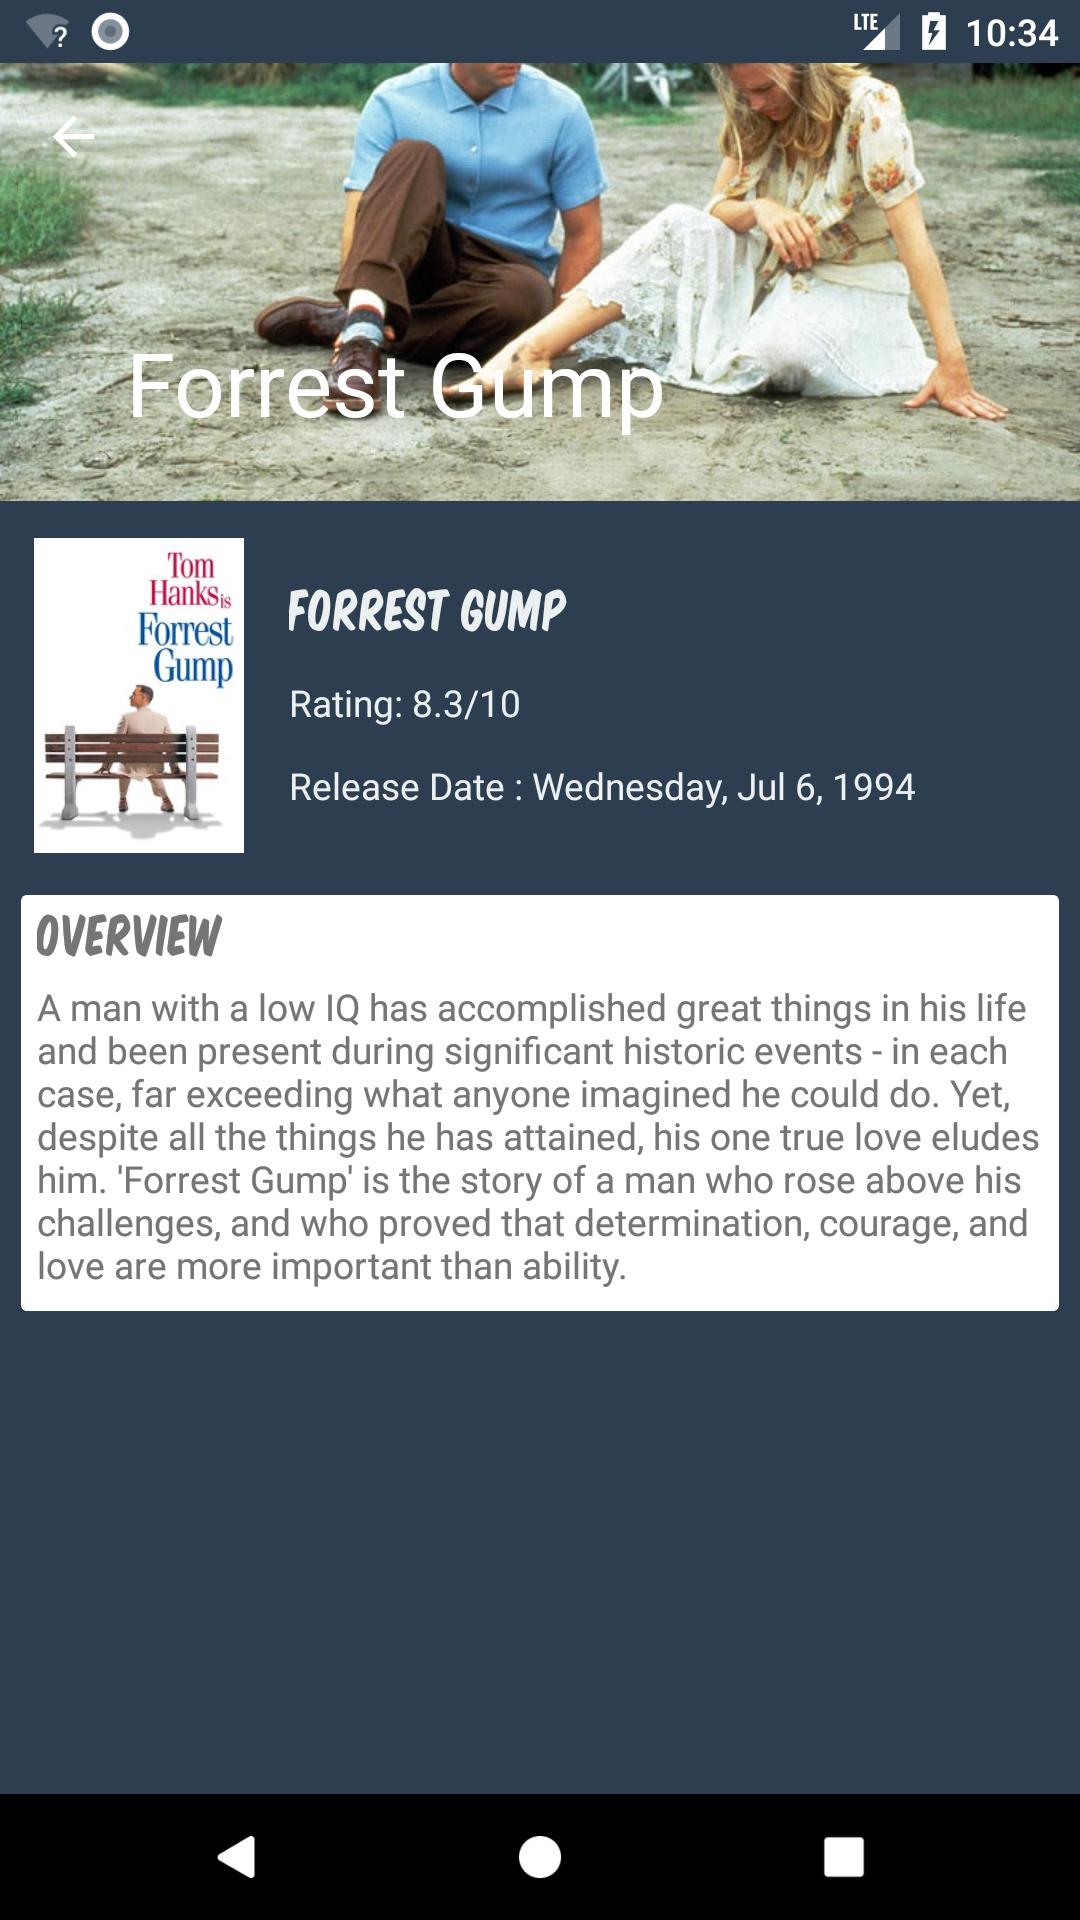 ?
LTE
10:34
Forrest Gump
Tom
Hanks is
Forrest
Gump
FORREST GUMP
Rating: 8.3/10
Release Date : Wednesday, Jul 6, 1994
OVERVIEW
A man with a low IQ has accomplished great things in his life
and been present during significant historic events - in each
case, far exceeding what anyone imagined he could do. Yet,
despite all the things he has attained, his one true love eludes
him. 'Forrest Gump' is the story of a man who rose above his
challenges, and who proved that determination, courage, and
love are more important than ability.